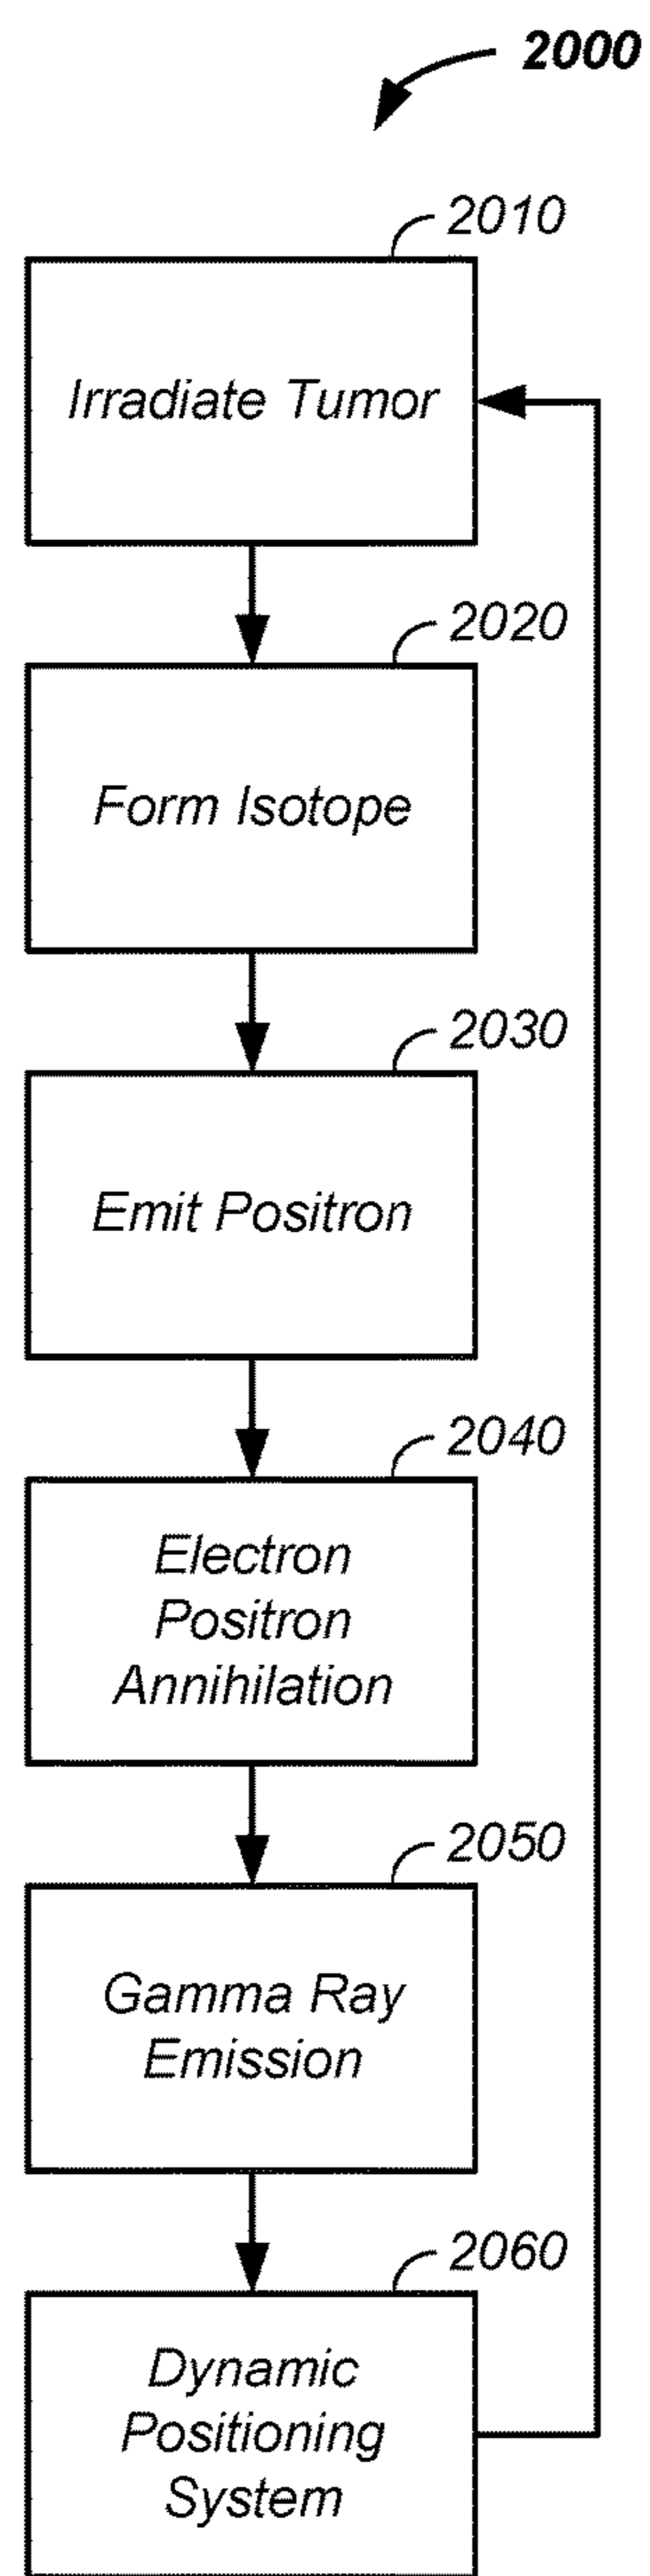 2000
2010
Irradiate Tumor
2020
Form Isotope
2030
Emit Positron
2040
Electron
Positron
Annihilation
2050
Gamma Ray
Emission
2060
Dynamic
Positioning
System